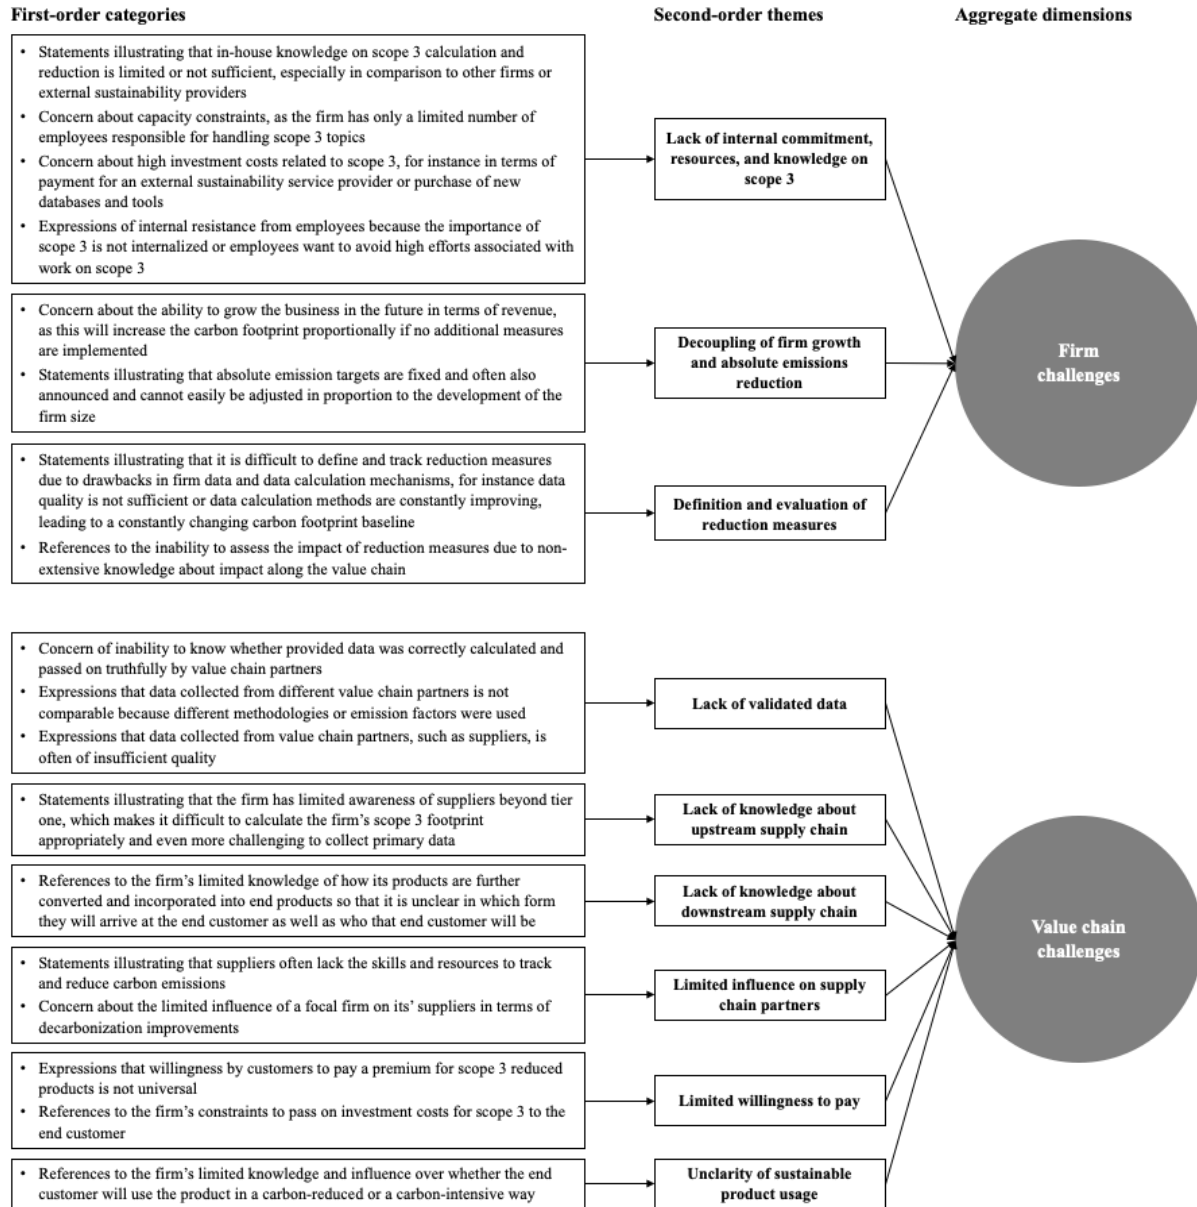 First-order categories
Second-order themes
Aggregate dimensions
• Statements illustrating that in-house knowledge on scope 3 calculation and
reduction is limited or not sufficient, especially in comparison to other firms or
external sustainability providers
• Concern about capacity constraints, as the firm has only a limited number of
employees responsible for handling scope 3 topics
• Concern about high investment costs related to scope 3, for instance in terms of
payment for an external sustainability service provider or purchase of new
databases and tools
• Expressions of internal resistance from employees because the importance of
scope 3 is not internalized or employees want to avoid high efforts associated with
work on scope 3
Lack of internal commitment,
resources, and knowledge on
scope 3
• Concern about the ability to grow the business in the future in terms of revenue,
as this will increase the carbon footprint proportionally if no additional measures
are implemented
• Statements illustrating that absolute emission targets are fixed and often also
announced and cannot easily be adjusted in proportion to the development of the
firm size
Decoupling of firm growth
and absolute emissions
reduction
Firm
challenges
• Statements illustrating that it is difficult to define and track reduction measures
due to drawbacks in firm data and data calculation mechanisms, for instance data
quality is not sufficient or data calculation methods are constantly improving,
leading to a constantly changing carbon footprint baseline
• References to the inability to assess the impact of reduction measures due to non-
extensive knowledge about impact along the value chain
Definition and evaluation of
reduction measures
• Concern of inability to know whether provided data was correctly calculated and
passed on truthfully by value chain partners
• Expressions that data collected from different value chain partners is not
comparable because different methodologies or emission factors were used
• Expressions that data collected from value chain partners, such as suppliers, is
often of insufficient quality
Lack of validated data
• Statements illustrating that the firm has limited awareness of suppliers beyond tier
one, which makes it difficult to calculate the firm's scope 3 footprint
appropriately and even more challenging to collect primary data
Lack of knowledge about
upstream supply chain
• References to the firm's limited knowledge of how its products are further
converted and incorporated into end products so that it is unclear in which form
they will arrive at the end customer as well as who that end customer will be
Lack of knowledge about
downstream supply chain
Value chain
challenges
• Statements illustrating that suppliers often lack the skills and resources to track
and reduce carbon emissions
• Concern about the limited influence of a focal firm on its' suppliers in terms of
decarbonization improvements
Limited influence on supply
chain partners
• Expressions that willingness by customers to pay a premium for scope 3 reduced
products is not universal
• References to the firm's constraints to pass on investment costs for scope 3 to the
end customer
Limited willingness to pay
• References to the firm's limited knowledge and influence over whether the end
customer will use the product in a carbon-reduced or a carbon-intensive way
Unclarity of sustainable
product usage